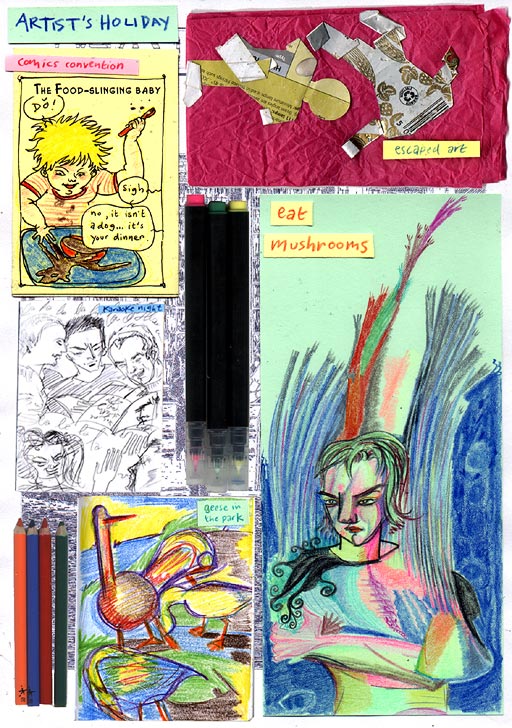 ARTIST'S HOLIDAY
comics convention
THE FOOD-SLINGING BABY
DÖ!
Sigh
no, it isn't
a dog... it's
your dinner.
escaped art
eat
mushrooms
karaoke night
geese in
the park